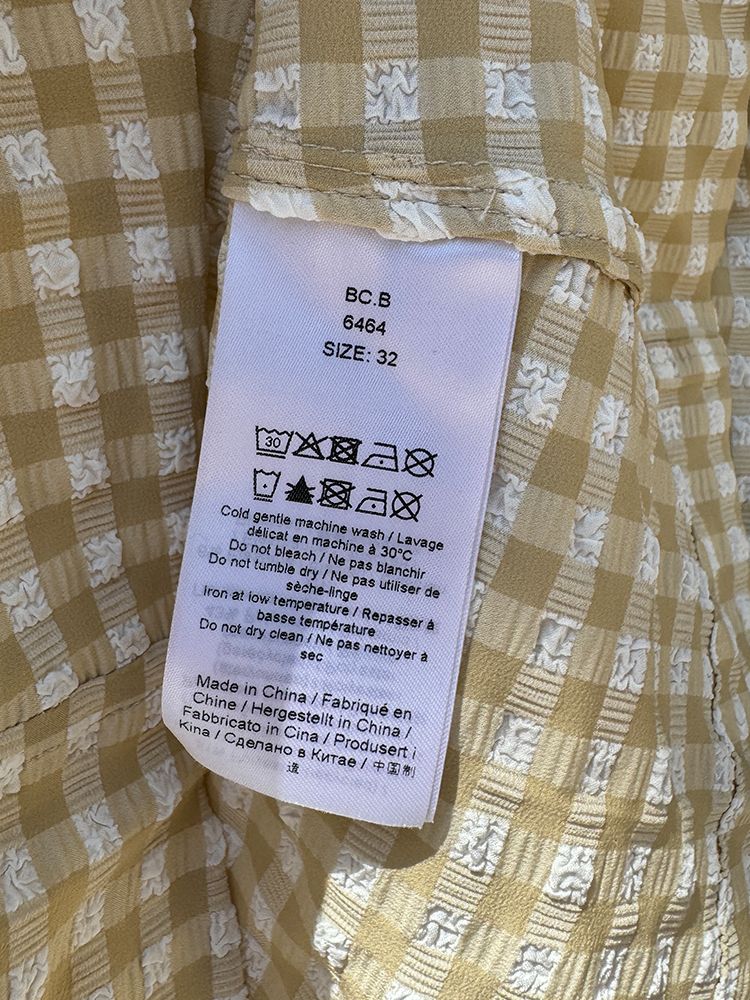 BC.B
6464
SIZE: 32
30
Cold gentle machine wash / Lavage
délicat en machine à 30°C
Do not bleach / Ne pas blanchir
Do not tumble dry / Ne pas utiliser de
sèche-linge
Iron at low temperature / Repasser à
basse température
Do not dry clean / Ne pas nettoyer à
sec
Made in China / Fabriqué en
Chine / Hergestellt in China /
Fabbricato in Cina / Produsert i
Kina / Сделано в Китае / 中国制
造